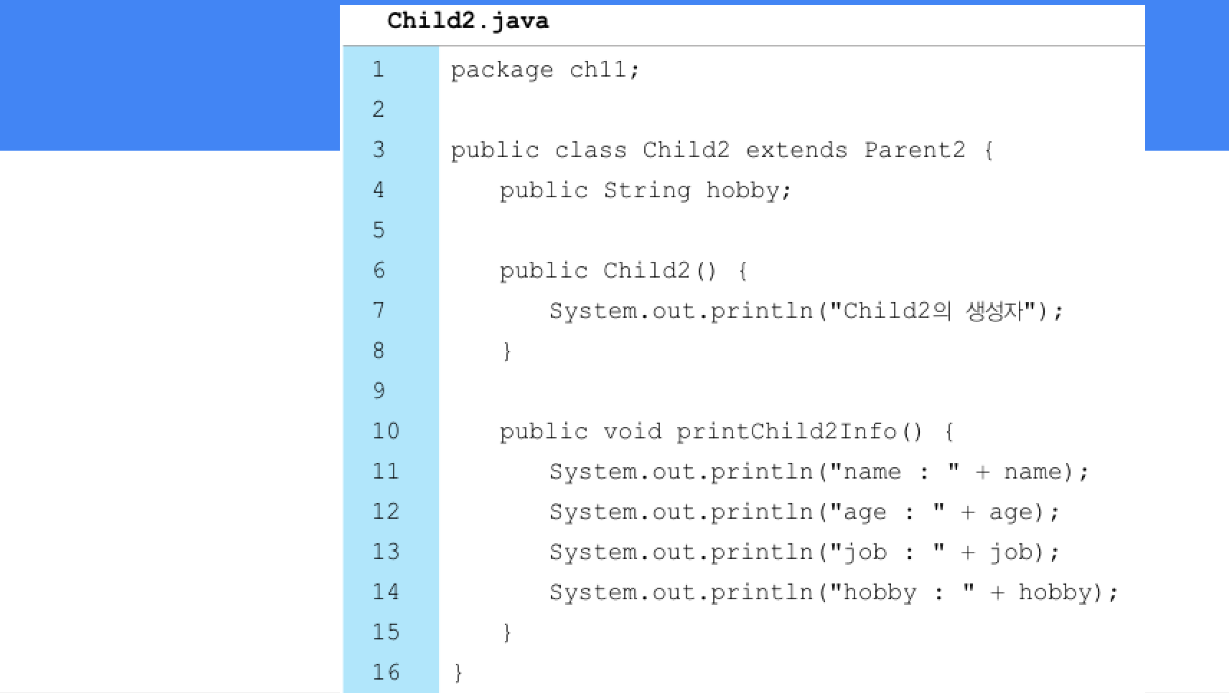 Child2.java
1 package ch11;
2
3 public class Child2 extends Parent2 {
4 public String hobby;
5
6 public Child2() {
7 System.out.println("Child2의 생성자");
8 }
9
10 public void printChild2Info() {
11 System.out.println("name : " + name);
12 System.out.println("age : " + age);
13 System.out.println("job : " + job);
14 System.out.println("hobby : " + hobby);
15 }
16 }